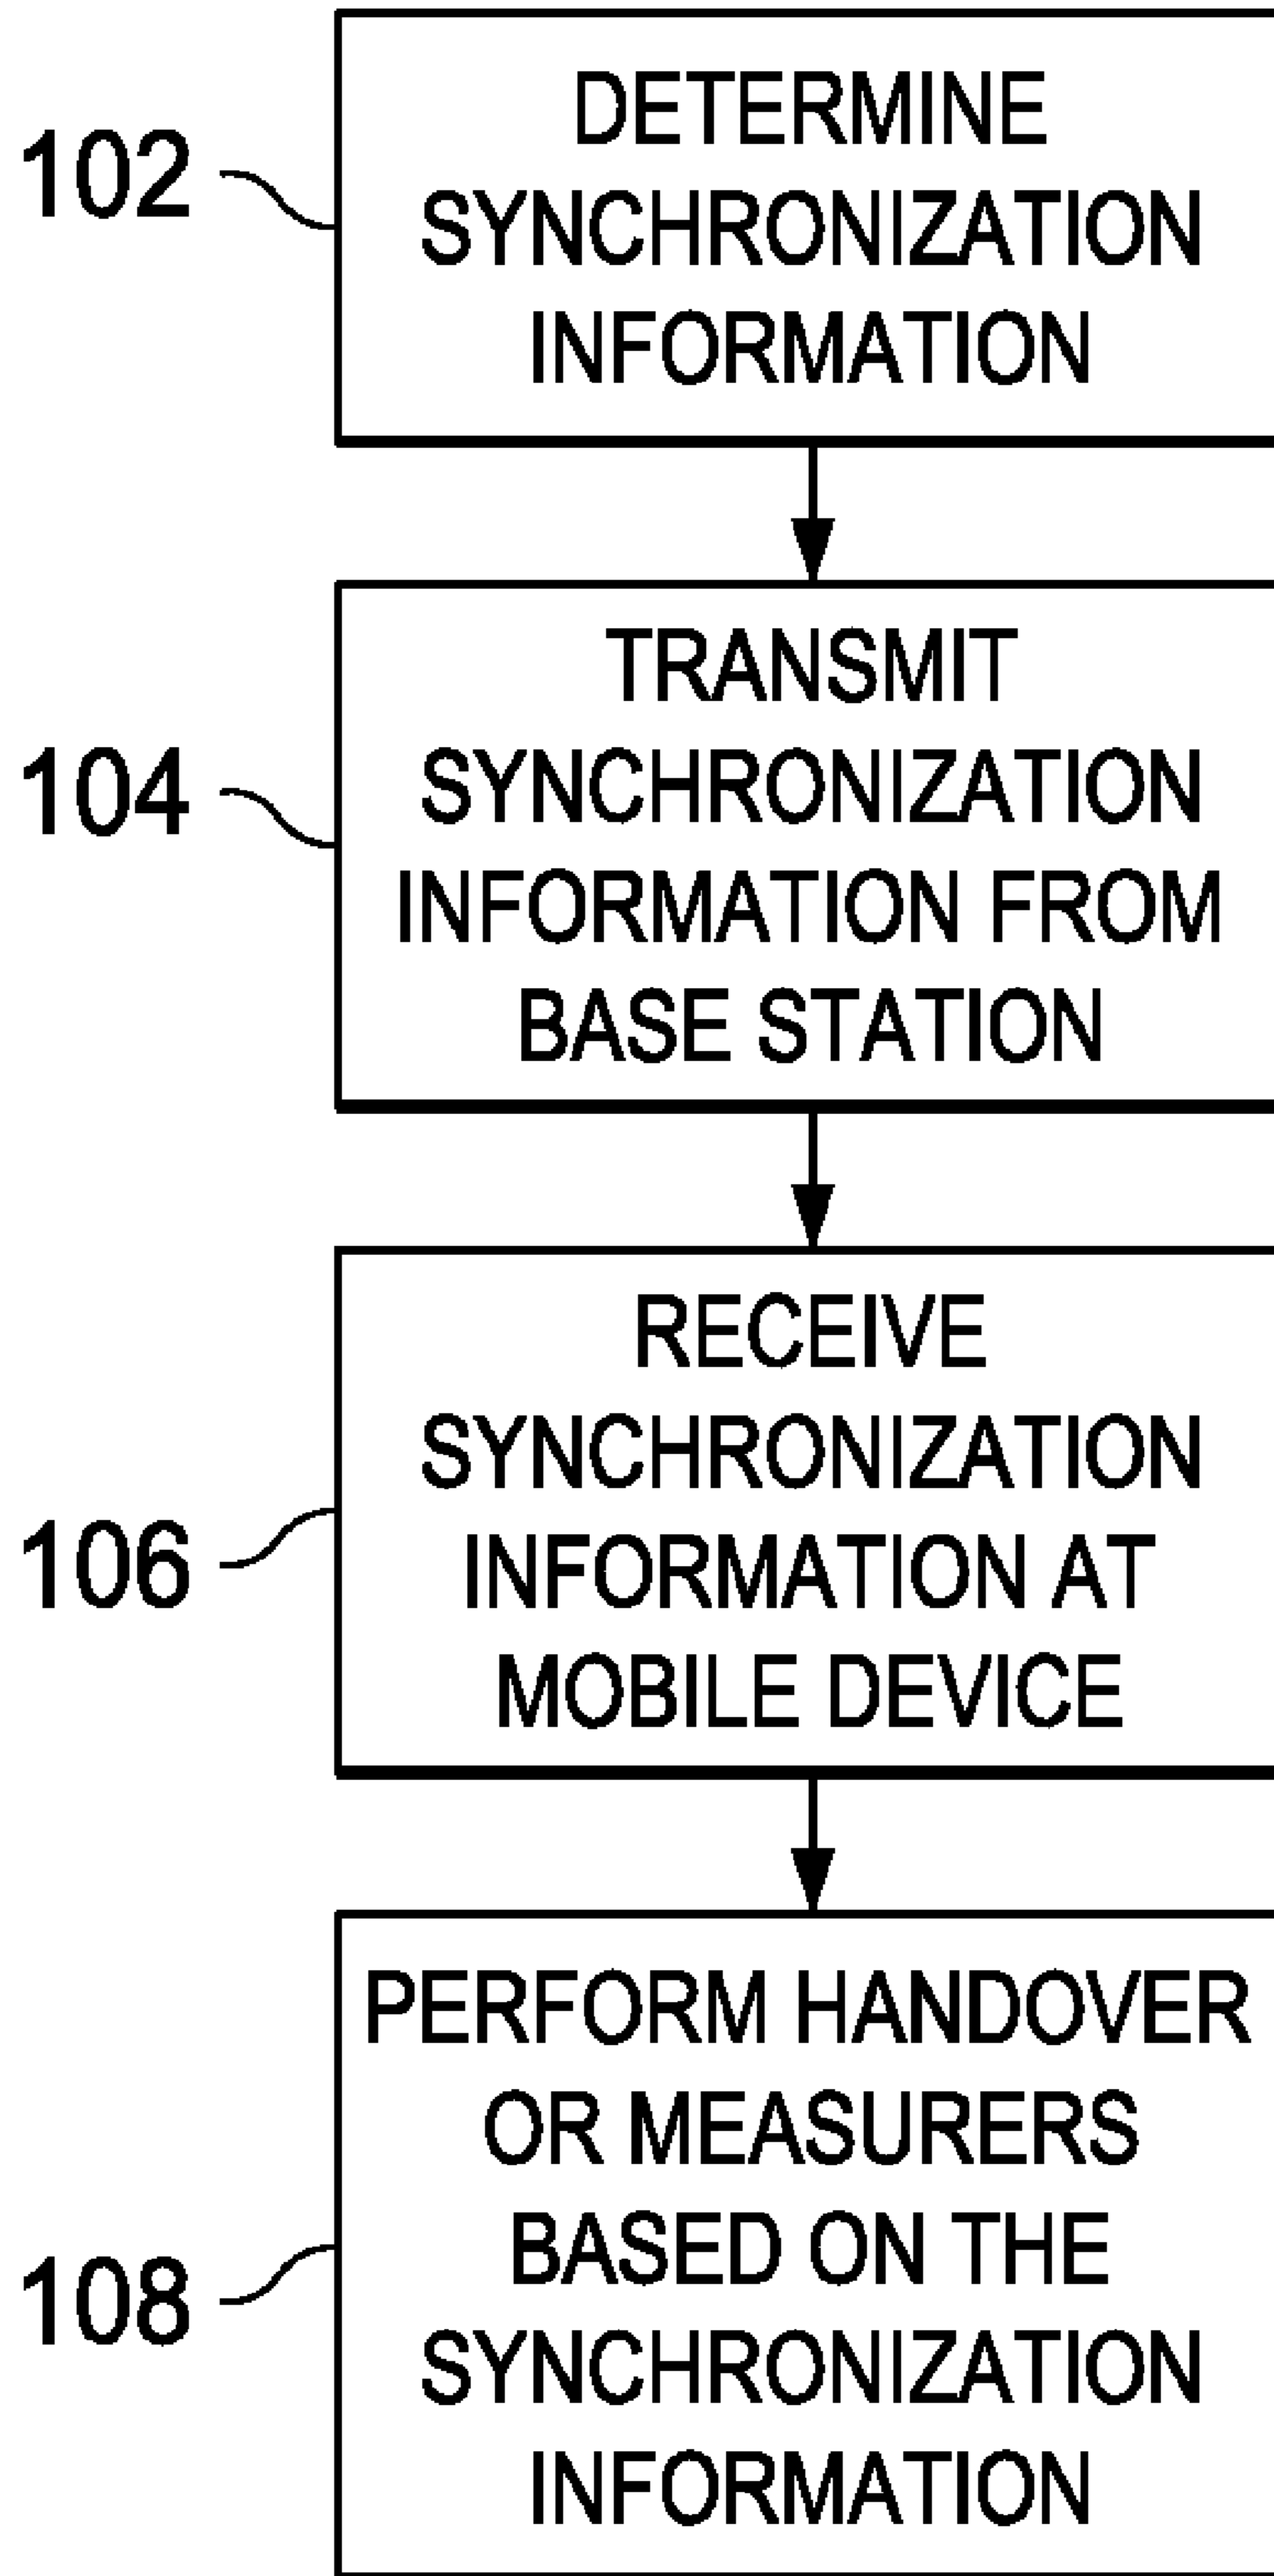 102
DETERMINE
SYNCHRONIZATION
INFORMATION
104
TRANSMIT
SYNCHRONIZATION
INFORMATION FROM
BASE STATION
106
RECEIVE
SYNCHRONIZATION
INFORMATION AT
MOBILE DEVICE
108
PERFORM HANDOVER
OR MEASURERS
BASED ON THE
SYNCHRONIZATION
INFORMATION